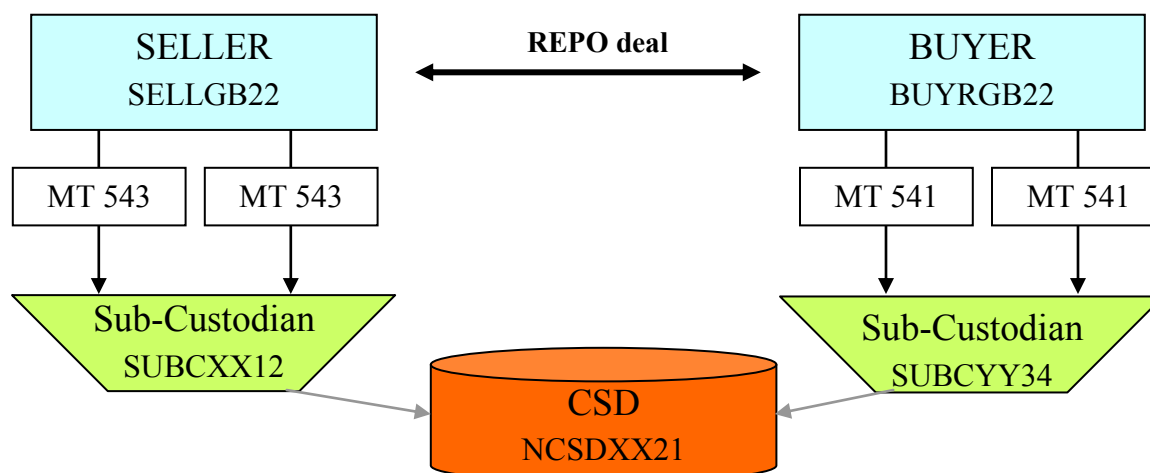 SELLER
SELLGB22
REPO deal
BUYER
BUYRGB22
MT 543
MT 543
MT 541
MT 541
Sub-Custodian
SUBCXX12
Sub-Custodian
SUBCYY34
CSD
NCSDXX21